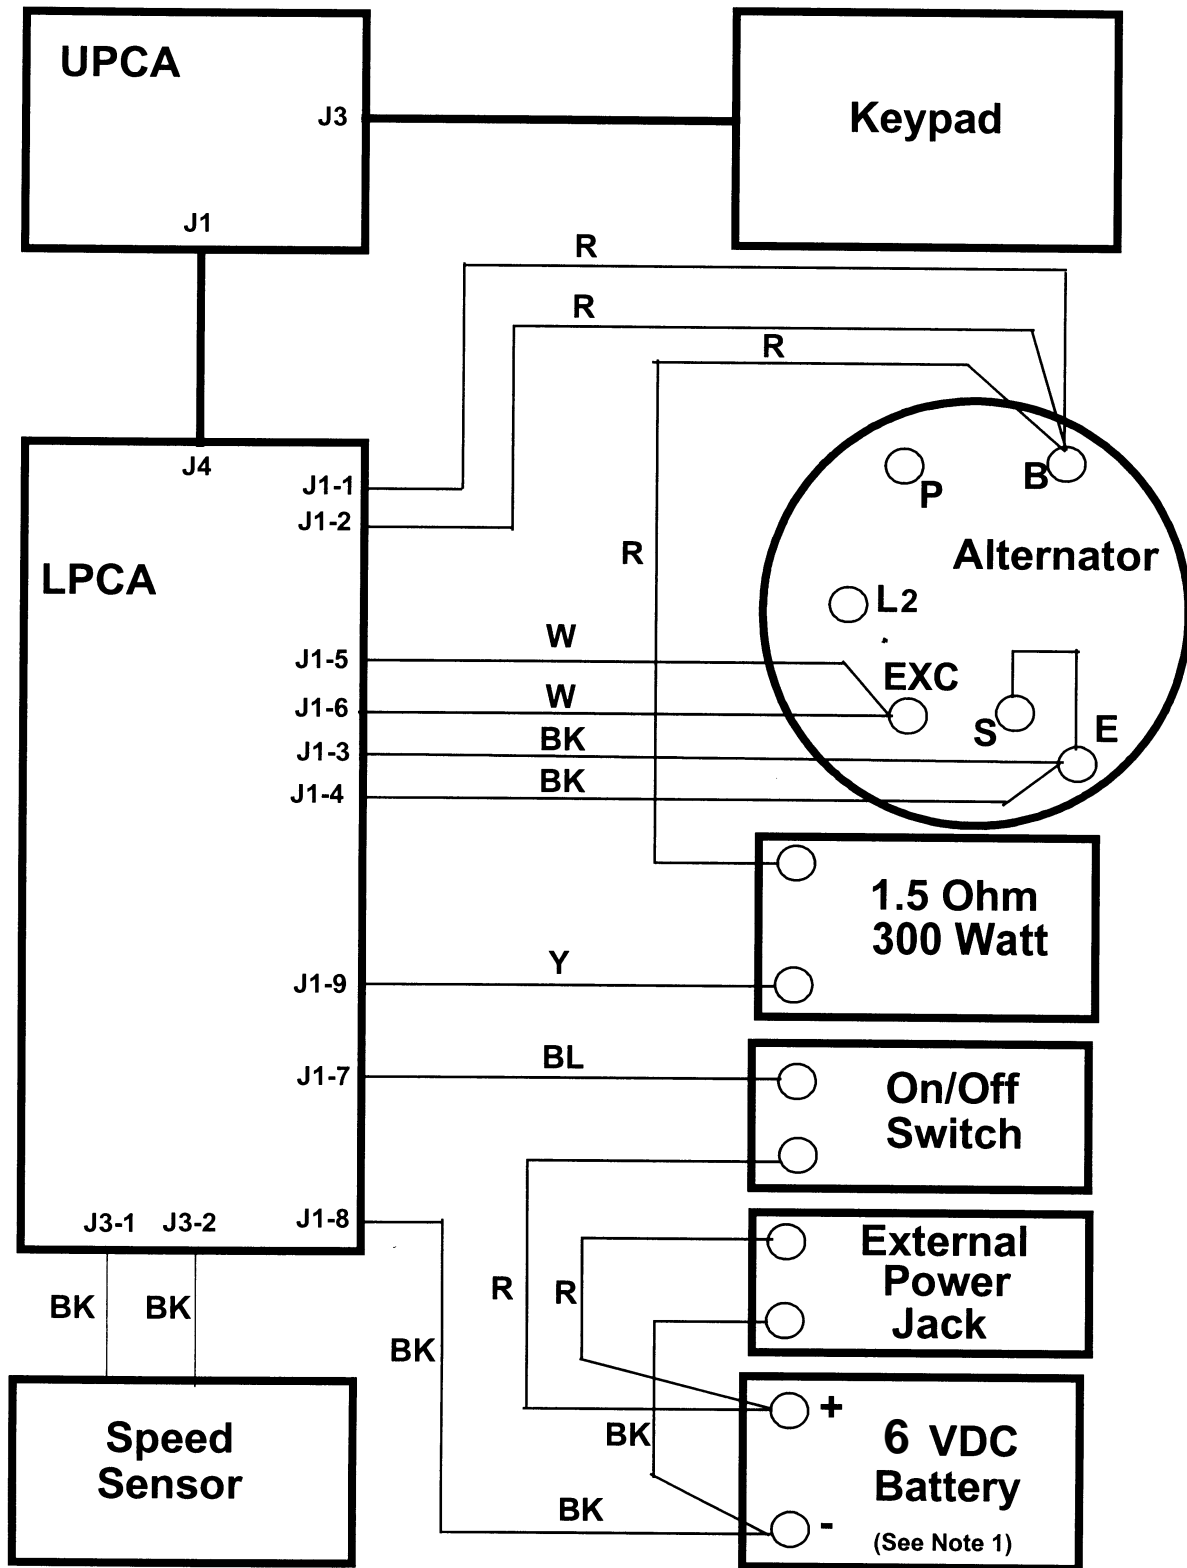 UPCA
J3
Keypad
J1
R
R
R
J4
J1-1
B
P
J1-2
R
Alternator
LPCA
L2
W
J1-5
EXC
W
J1-6
S
E
BK
J1-3
BK
J1-4
1.5 Ohm
300 Watt
Y
J1-9
BL
J1-7
On/Off
Switch
J3-1
J3-2
J1-8
External
Power
Jack
R
R
BK
BK
BK
+
BK
6 VDC
Battery
Speed
Sensor
BK
-
(See Note 1)